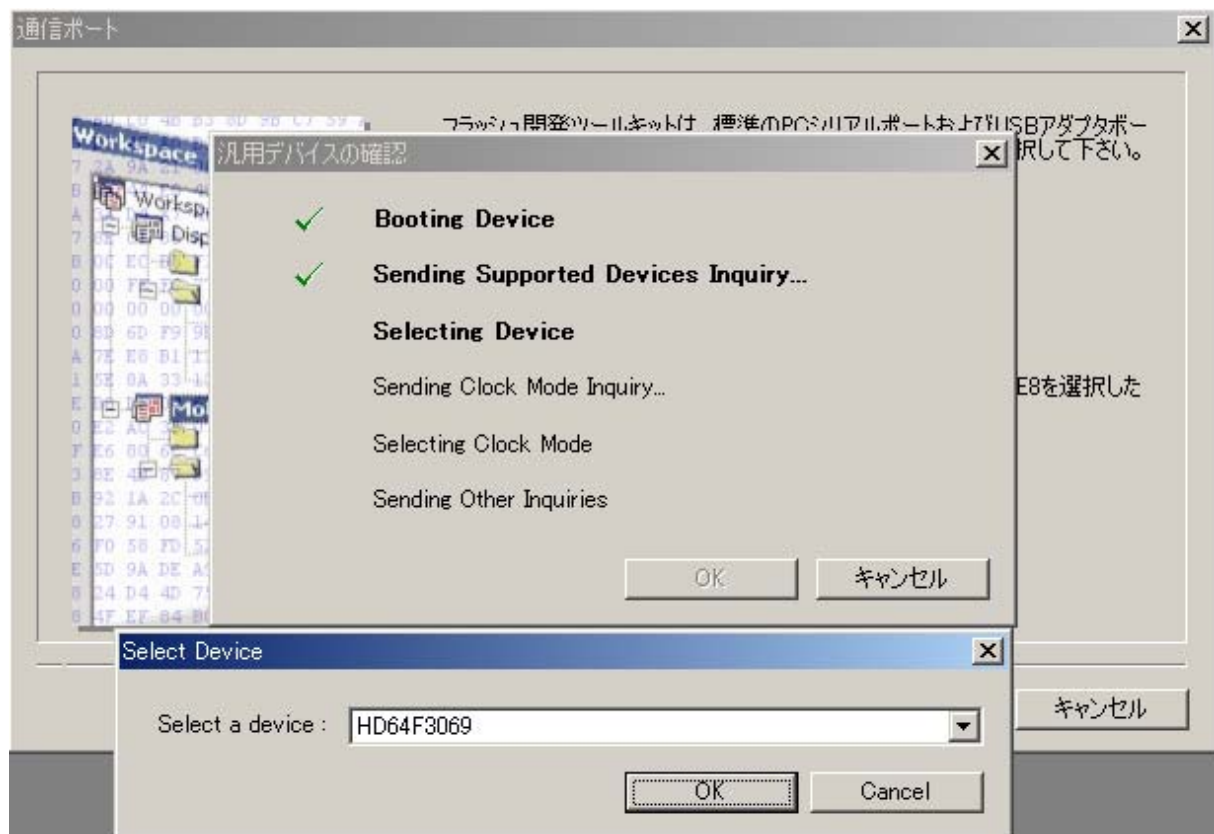 通信ポート
フラッシュ開発ツールキットは、標準のPCシリアルポートおよびUSBアダプタポー
択して下さい。
Workspace
汎用デバイスの確認
Workspa
Disp
Booting Device
Sending Supported Devices Inquiry...
Selecting Device
Sending Clock Mode Inquiry...
E8を選択した
Mo
Selecting Clock Mode
Sending Other Inquiries
OK
キャンセル
Select Device
キャンセル
Select a device :
HD64F3069
OK
Cancel